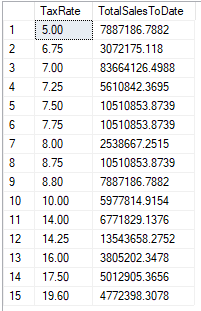 TaxRate TotalSalesToDate
1 5.00 7887186.7882
2 6.75 3072175.118
3 7.00 83664126.4988
4 7.25 5610842.3695
5 7.50 10510853.8739
6 7.75 10510853.8739
7 8.00 2538667.2515
8 8.75 10510853.8739
9 8.80 7887186.7882
10 10.00 5977814.9154
11 14.00 6771829.1376
12 14.25 13543658.2752
13 16.00 3805202.3478
14 17.50 5012905.3656
15 19.60 4772398.3078